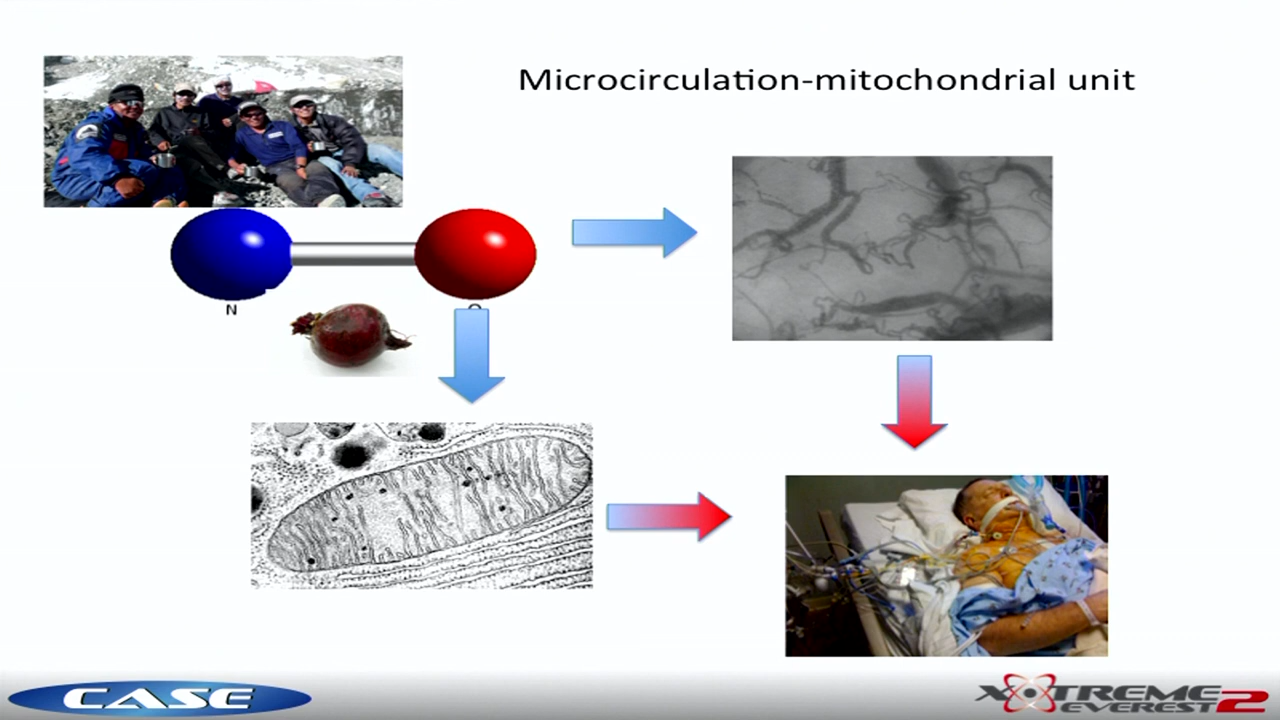 Microcirculation-mitochondrial unit
N
CASE
XTREME
EVEREST 2